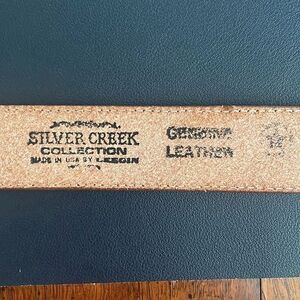 SILVER CREEK
COLLECTION
MADE IN USA BY LEEGIN
GENUINE
LEATHER